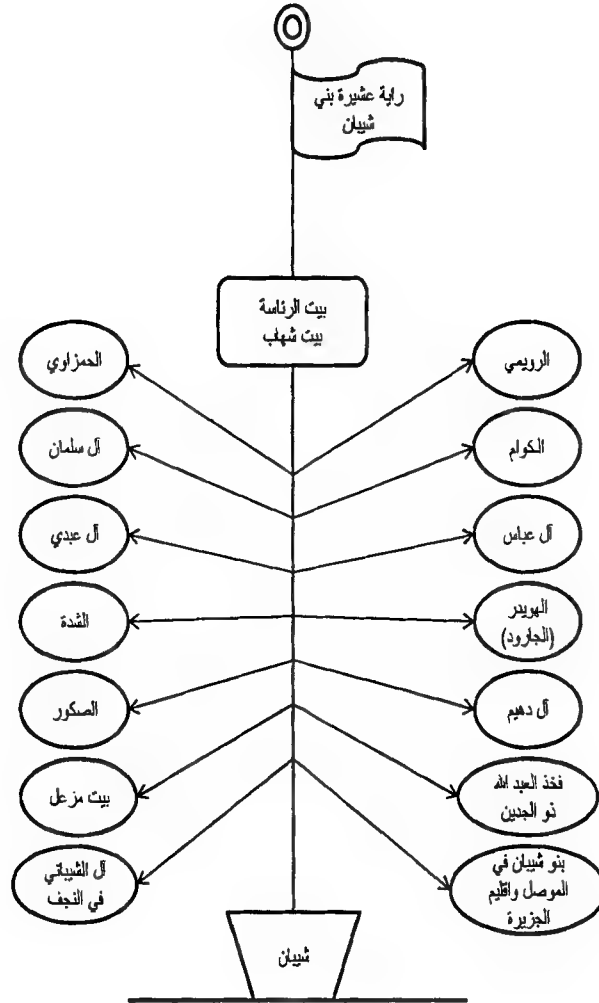 راية عشيرة بني
شيبان
بيت الرئاسة
بيت شهاب
الرويمي
الحمزاوي
الكوام
آل سلمان
آل عباس
آل عبدي
الهويدر
(الجارود)
الشدة
آل دهيم
الصكور
فخذ العبد الله
ذو الجدين
بيت مزعل
بنو شيبان في
الموصل واقليم
الجزيرة
آل الشيباني
في النجف
شيبان